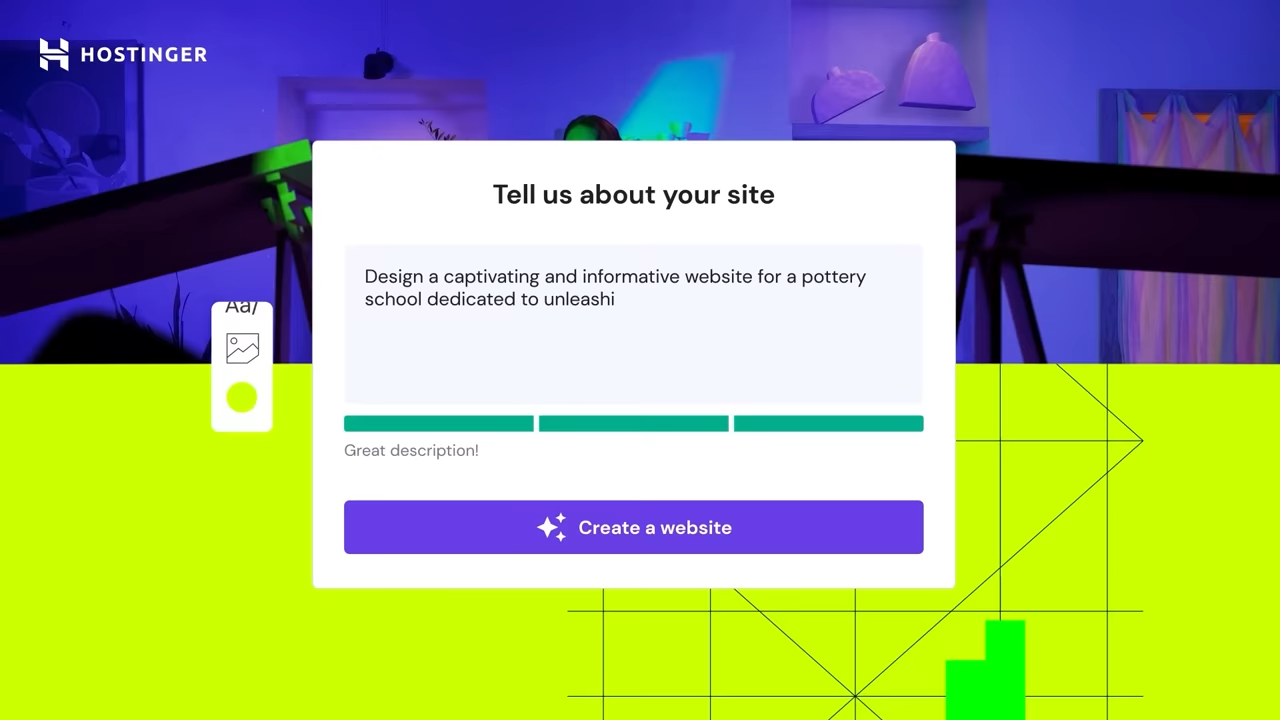 HOSTINGER
Tell us about your site
Design a captivating and informative website for a pottery
school dedicated to unleashi
Aa/
Great description!
Create a website